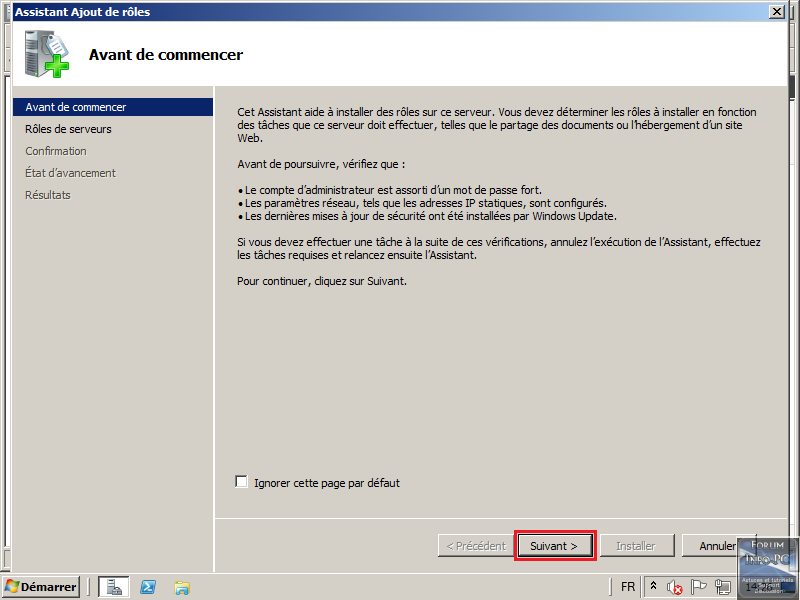 Assistant Ajout de rôles
Avant de commencer
Avant de commencer
Rôles de serveurs
Confirmation
État d'avancement
Résultats
Cet Assistant aide à installer des rôles sur ce serveur. Vous devez déterminer les rôles à installer en fonction
des tâches que ce serveur doit effectuer, telles que le partage des documents ou l'hébergement d'un site
Web.
Avant de poursuivre, vérifiez que :
• Le compte d'administrateur est assorti d'un mot de passe fort.
• Les paramètres réseau, tels que les adresses IP statiques, sont configurés.
• Les dernières mises à jour de sécurité ont été installées par Windows Update.
Si vous devez effectuer une tâche à la suite de ces vérifications, annulez l'exécution de l'Assistant, effectuez
les tâches requises et relancez ensuite l'Assistant.
Pour continuer, cliquez sur Suivant.
Ignorer cette page par défaut
< Précédent
Suivant >
Installer
Annuler
Démarrer
FR
Forum
Info PC
Astuces et tutoriels
Support